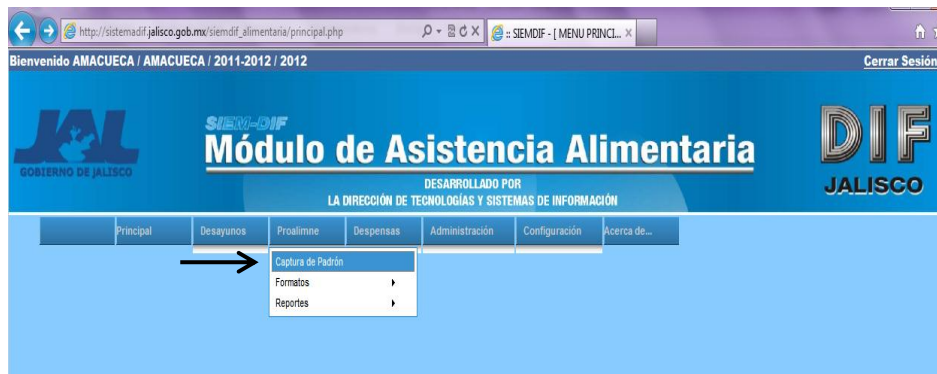 http://sistemadif.jalisco.gob.mx/siemdif_alimentaria/principal.php
:: SIEMDIF - [ MENU PRINCI...
Bienvenido AMACUECA / AMACUECA / 2011-2012 / 2012
Cerrar Sesión
JAL
GOBIERNO DE JALISCO
SIEM-DIF
Módulo de Asistencia Alimentaria
DESARROLLADO POR
LA DIRECCIÓN DE TECNOLOGÍAS Y SISTEMAS DE INFORMACIÓN
DIF
JALISCO
Principal Desayunos Proalimne Despensas Administración Configuración Acerca de...
Captura de Padrón
Formatos
Reportes